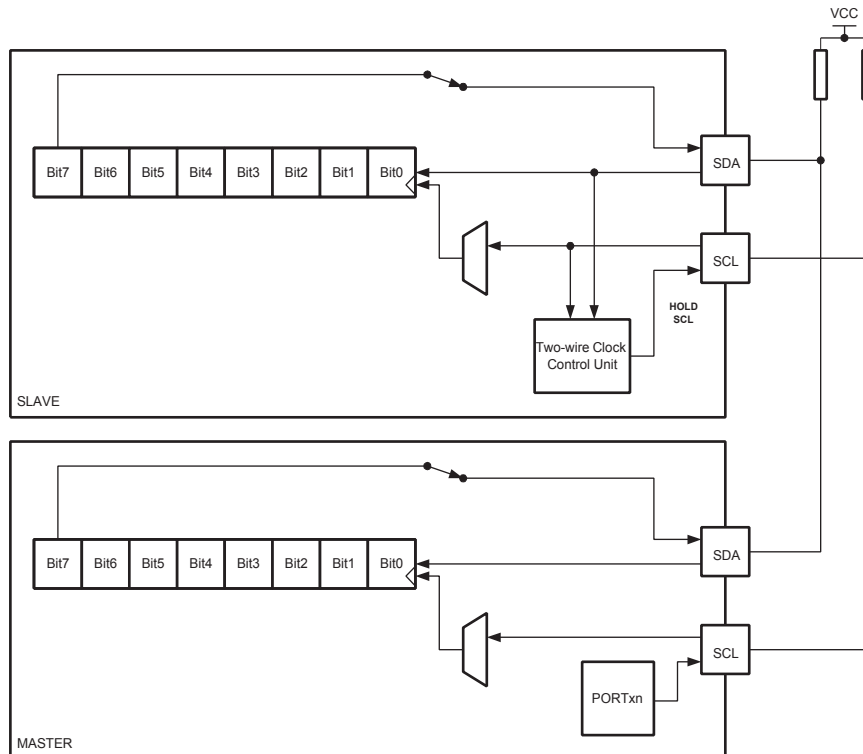 VCC
Bit7 Bit6 Bit5 Bit4 Bit3 Bit2 Bit1 Bit0
SDA
SCL
HOLD
SCL
Two-wire Clock
Control Unit
SLAVE
Bit7 Bit6 Bit5 Bit4 Bit3 Bit2 Bit1 Bit0
SDA
SCL
PORTxn
MASTER